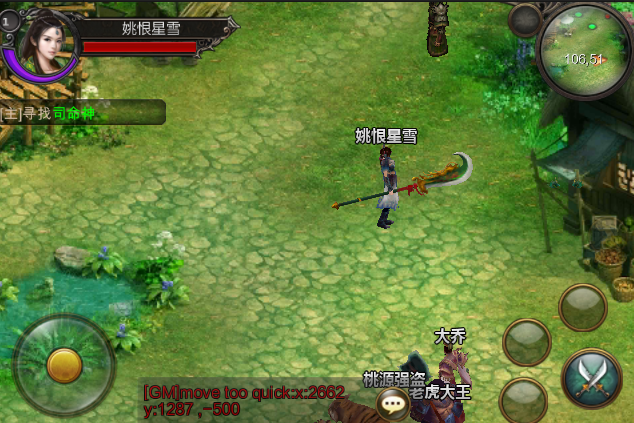 1
姚恨星雪
106,51
[主]寻找司命神
姚恨星雪
大乔
桃源强盗
老虎大王
[GM]move too quick:x:2662
y:1287 ,-500